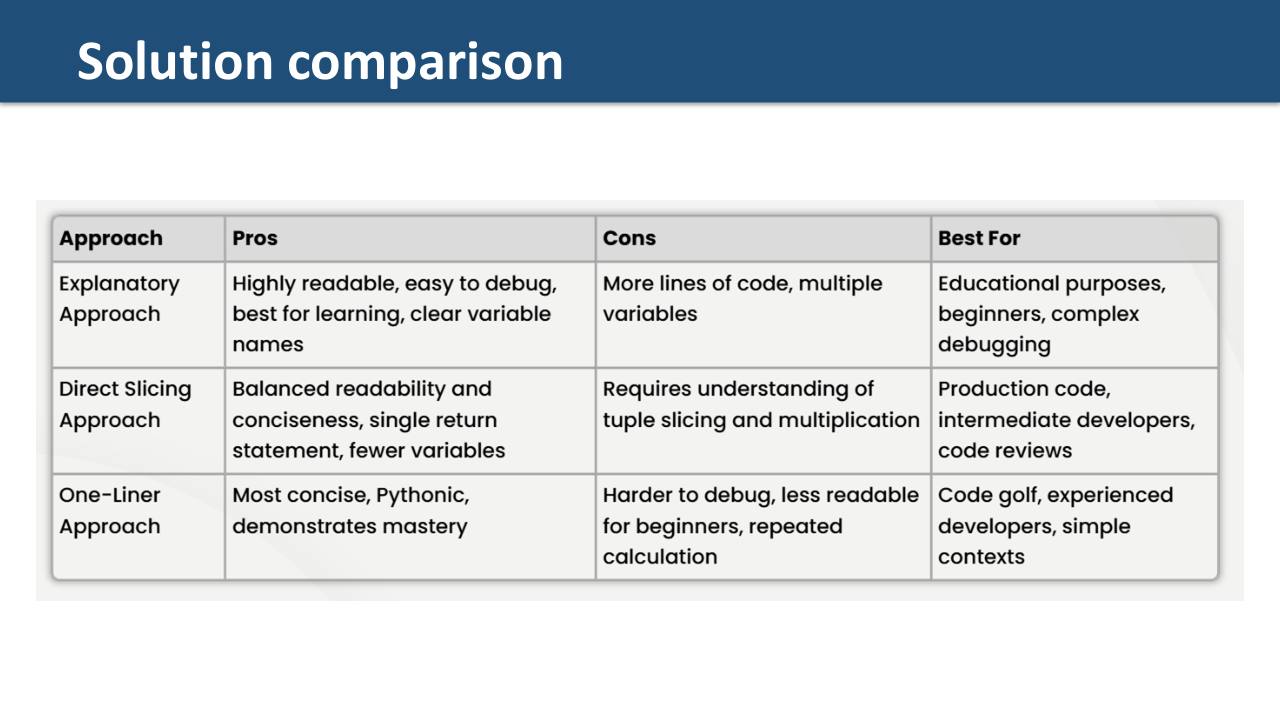 Solution comparison
Approach Pros Cons Best For
Explanatory Approach Highly readable, easy to debug, best for learning, clear variable names More lines of code, multiple variables Educational purposes, beginners, complex debugging
Direct Slicing Approach Balanced readability and conciseness, single return statement, fewer variables Requires understanding of tuple slicing and multiplication Production code, intermediate developers, code reviews
One-Liner Approach Most concise, Pythonic, demonstrates mastery Harder to debug, less readable for beginners, repeated calculation Code golf, experienced developers, simple contexts